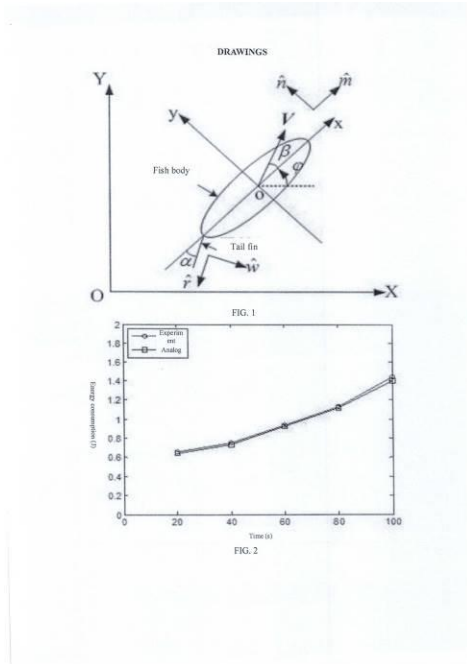 DRAWINGS
Y
n̂
m̂
y
V
x
β
φ
Fish body
o
Tail fin
α
r̂
ŵ
O
X
FIG. 1
2
1.8
1.6
1.4
1.2
1
0.8
0.6
0.4
0.2
0
Experim
ent
Analog
Energy consumption (J)
0
20
40
60
80
100
Time (s)
FIG. 2